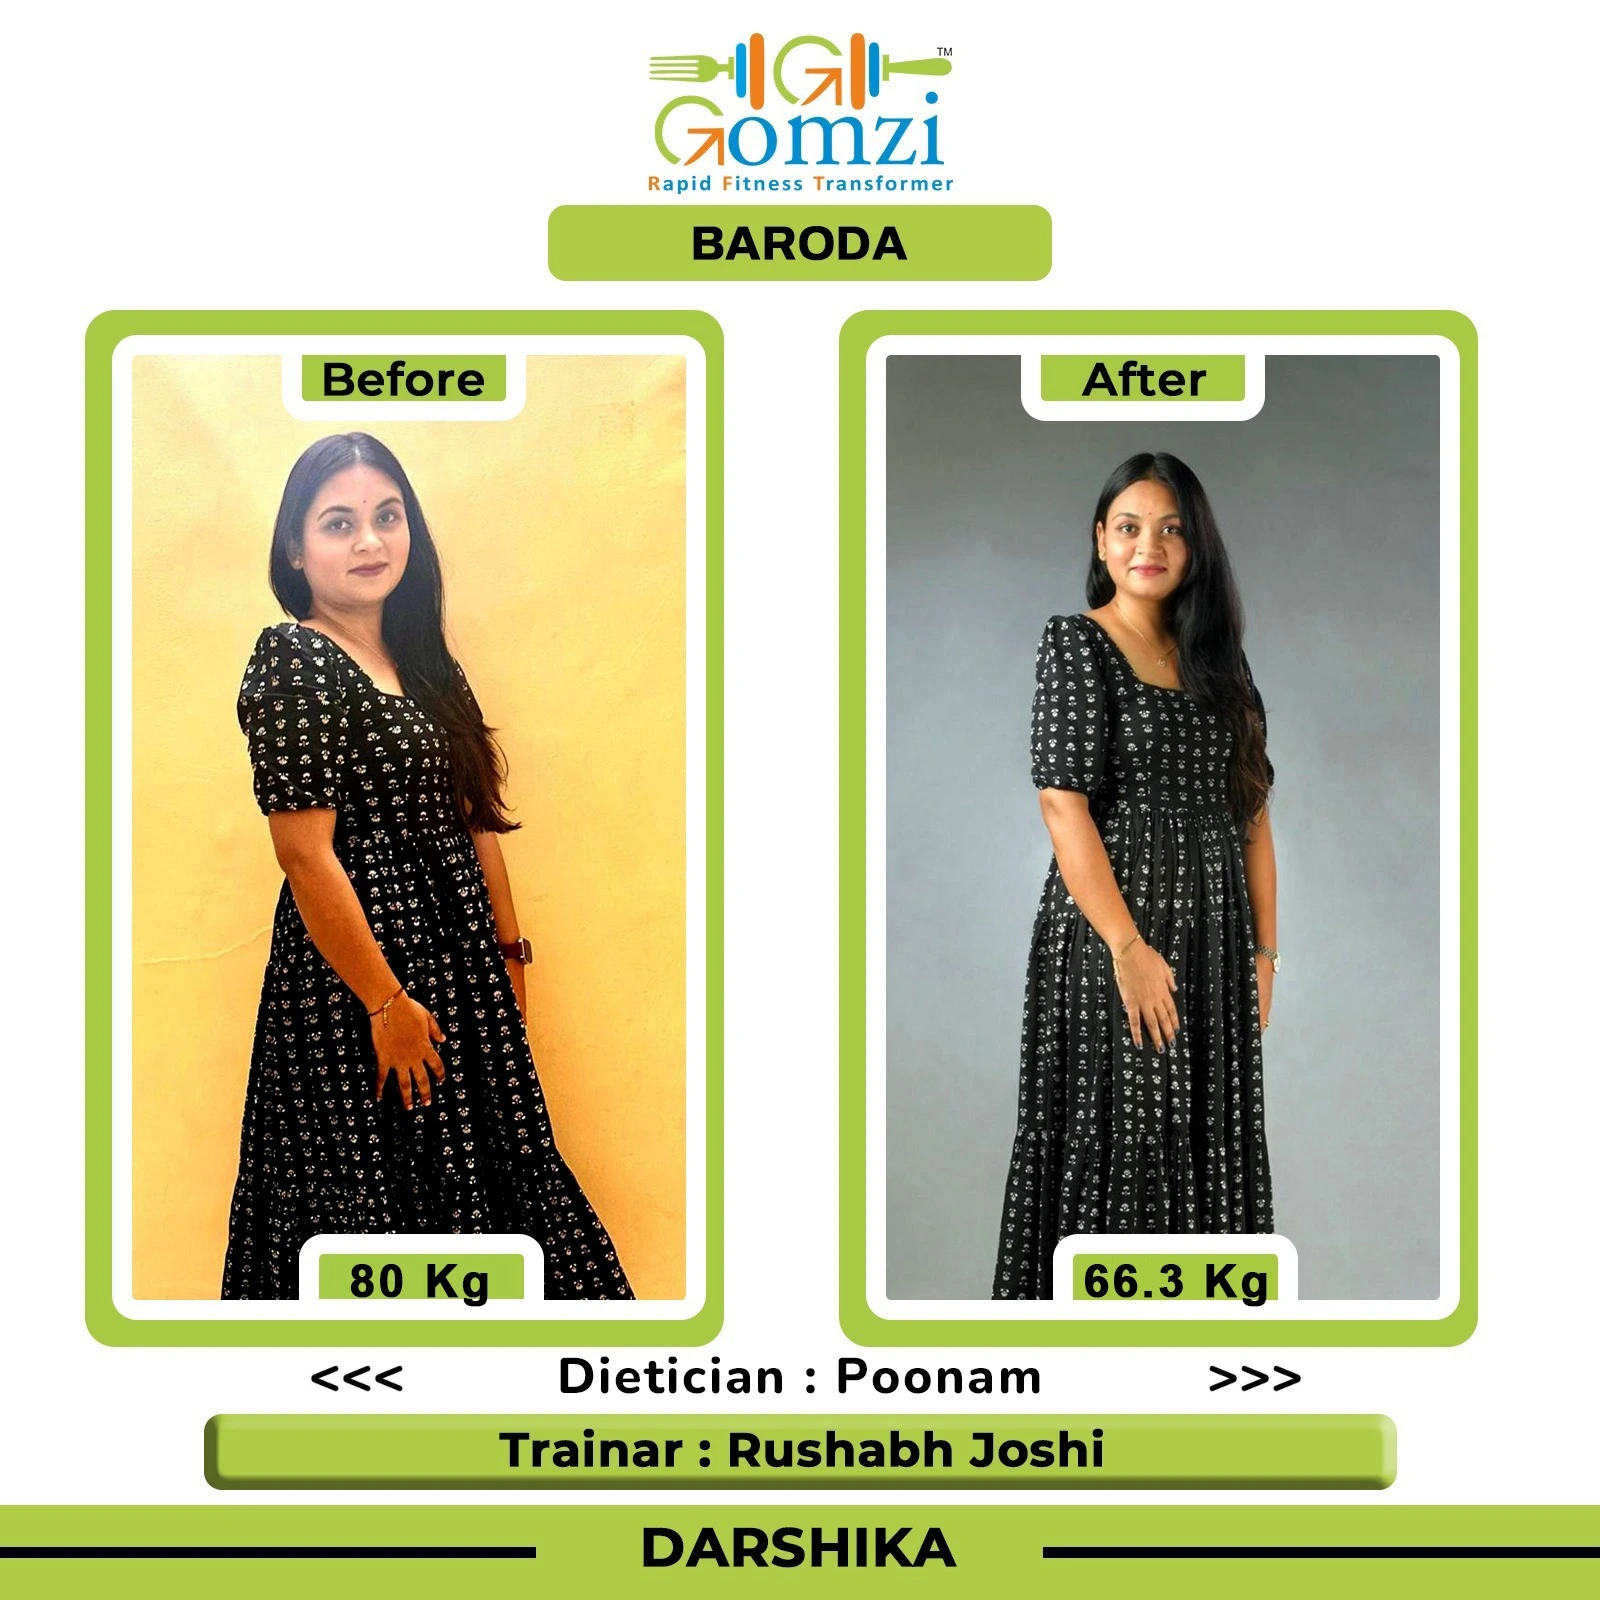 TM
Gomzi
Rapid Fitness Transformer
BARODA
Before
After
80 Kg
66.3 Kg
<<< Dietician : Poonam >>>
Trainar : Rushabh Joshi
DARSHIKA